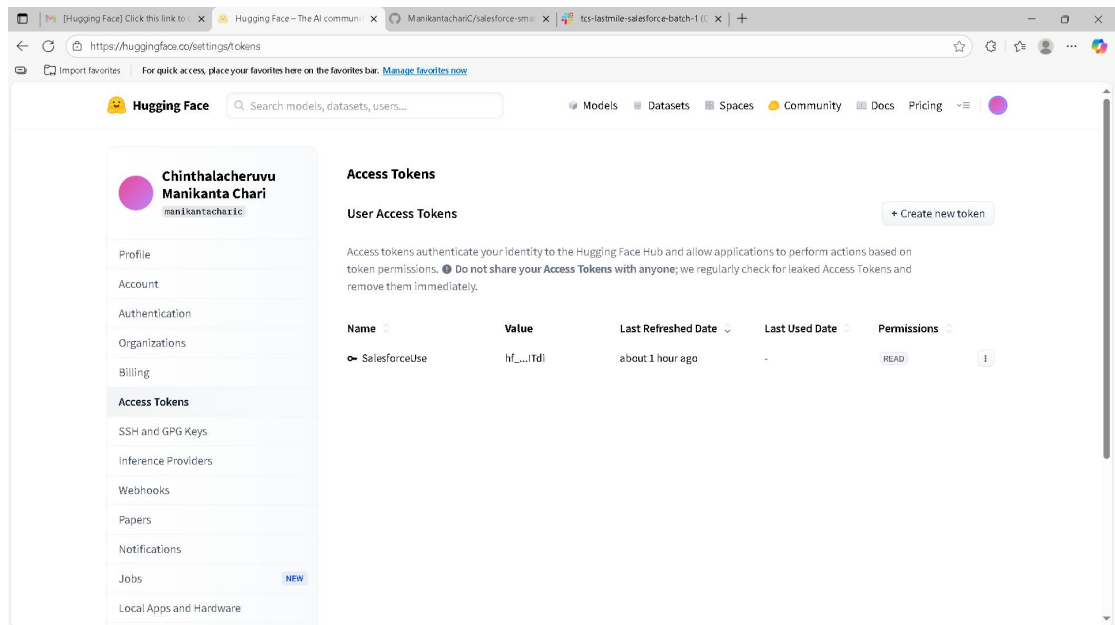 [Hugging Face] Click this link to c
Hugging Face – The AI communi
ManikantachariC/salesforce-smar
tcs-lastmile-salesforce-batch-1 (C
https://huggingface.co/settings/tokens
Import favorites For quick access, place your favorites here on the favorites bar. Manage favorites now
Hugging Face Search models, datasets, users... Models Datasets Spaces Community Docs Pricing
Chinthalacheruvu
Manikanta Chari
manikantacharic
Profile
Account
Authentication
Organizations
Billing
Access Tokens
SSH and GPG Keys
Inference Providers
Webhooks
Papers
Notifications
Jobs NEW
Local Apps and Hardware
Access Tokens
User Access Tokens + Create new token
Access tokens authenticate your identity to the Hugging Face Hub and allow applications to perform actions based on
token permissions. Do not share your Access Tokens with anyone; we regularly check for leaked Access Tokens and
remove them immediately.
Name Value Last Refreshed Date Last Used Date Permissions
SalesforceUse hf_...ITdi about 1 hour ago - READ